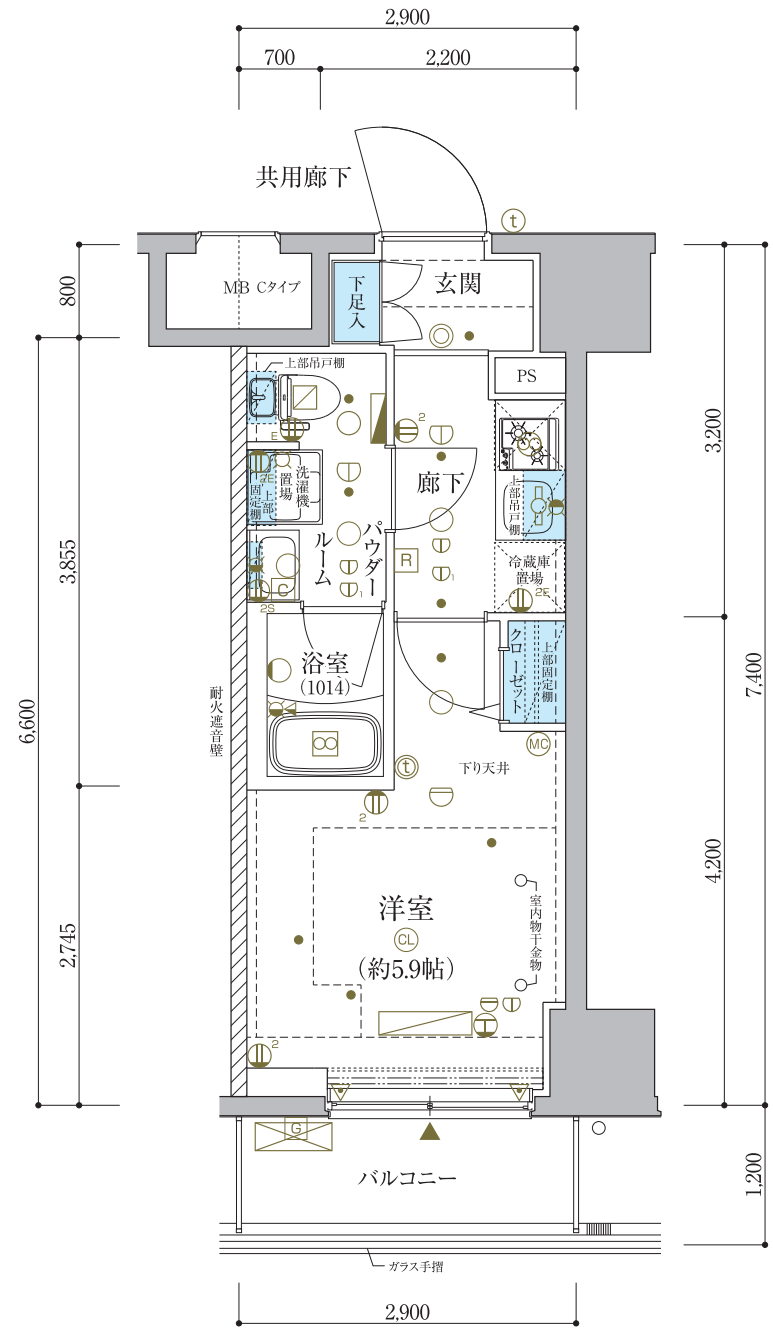 2,900
700
2,200
共用廊下
t
800
MB Cタイプ
下足入
玄関
上部吊戸棚
PS
2
E
3,200
廊下
2E
洗濯機
置場
上部
固定棚
上部吊戸棚
3,855
パウダー
ルーム
R
冷蔵庫
置場
2E
C
1
1
2S
クローゼット
上部固定棚
浴室
(1014)
7,400
6,600
耐火遮音壁
MC
t
下り天井
2
4,200
洋室
CL
(約5.9帖)
室内物干金物
2,745
2
G
バルコニー
1,200
ガラス手摺
2,900